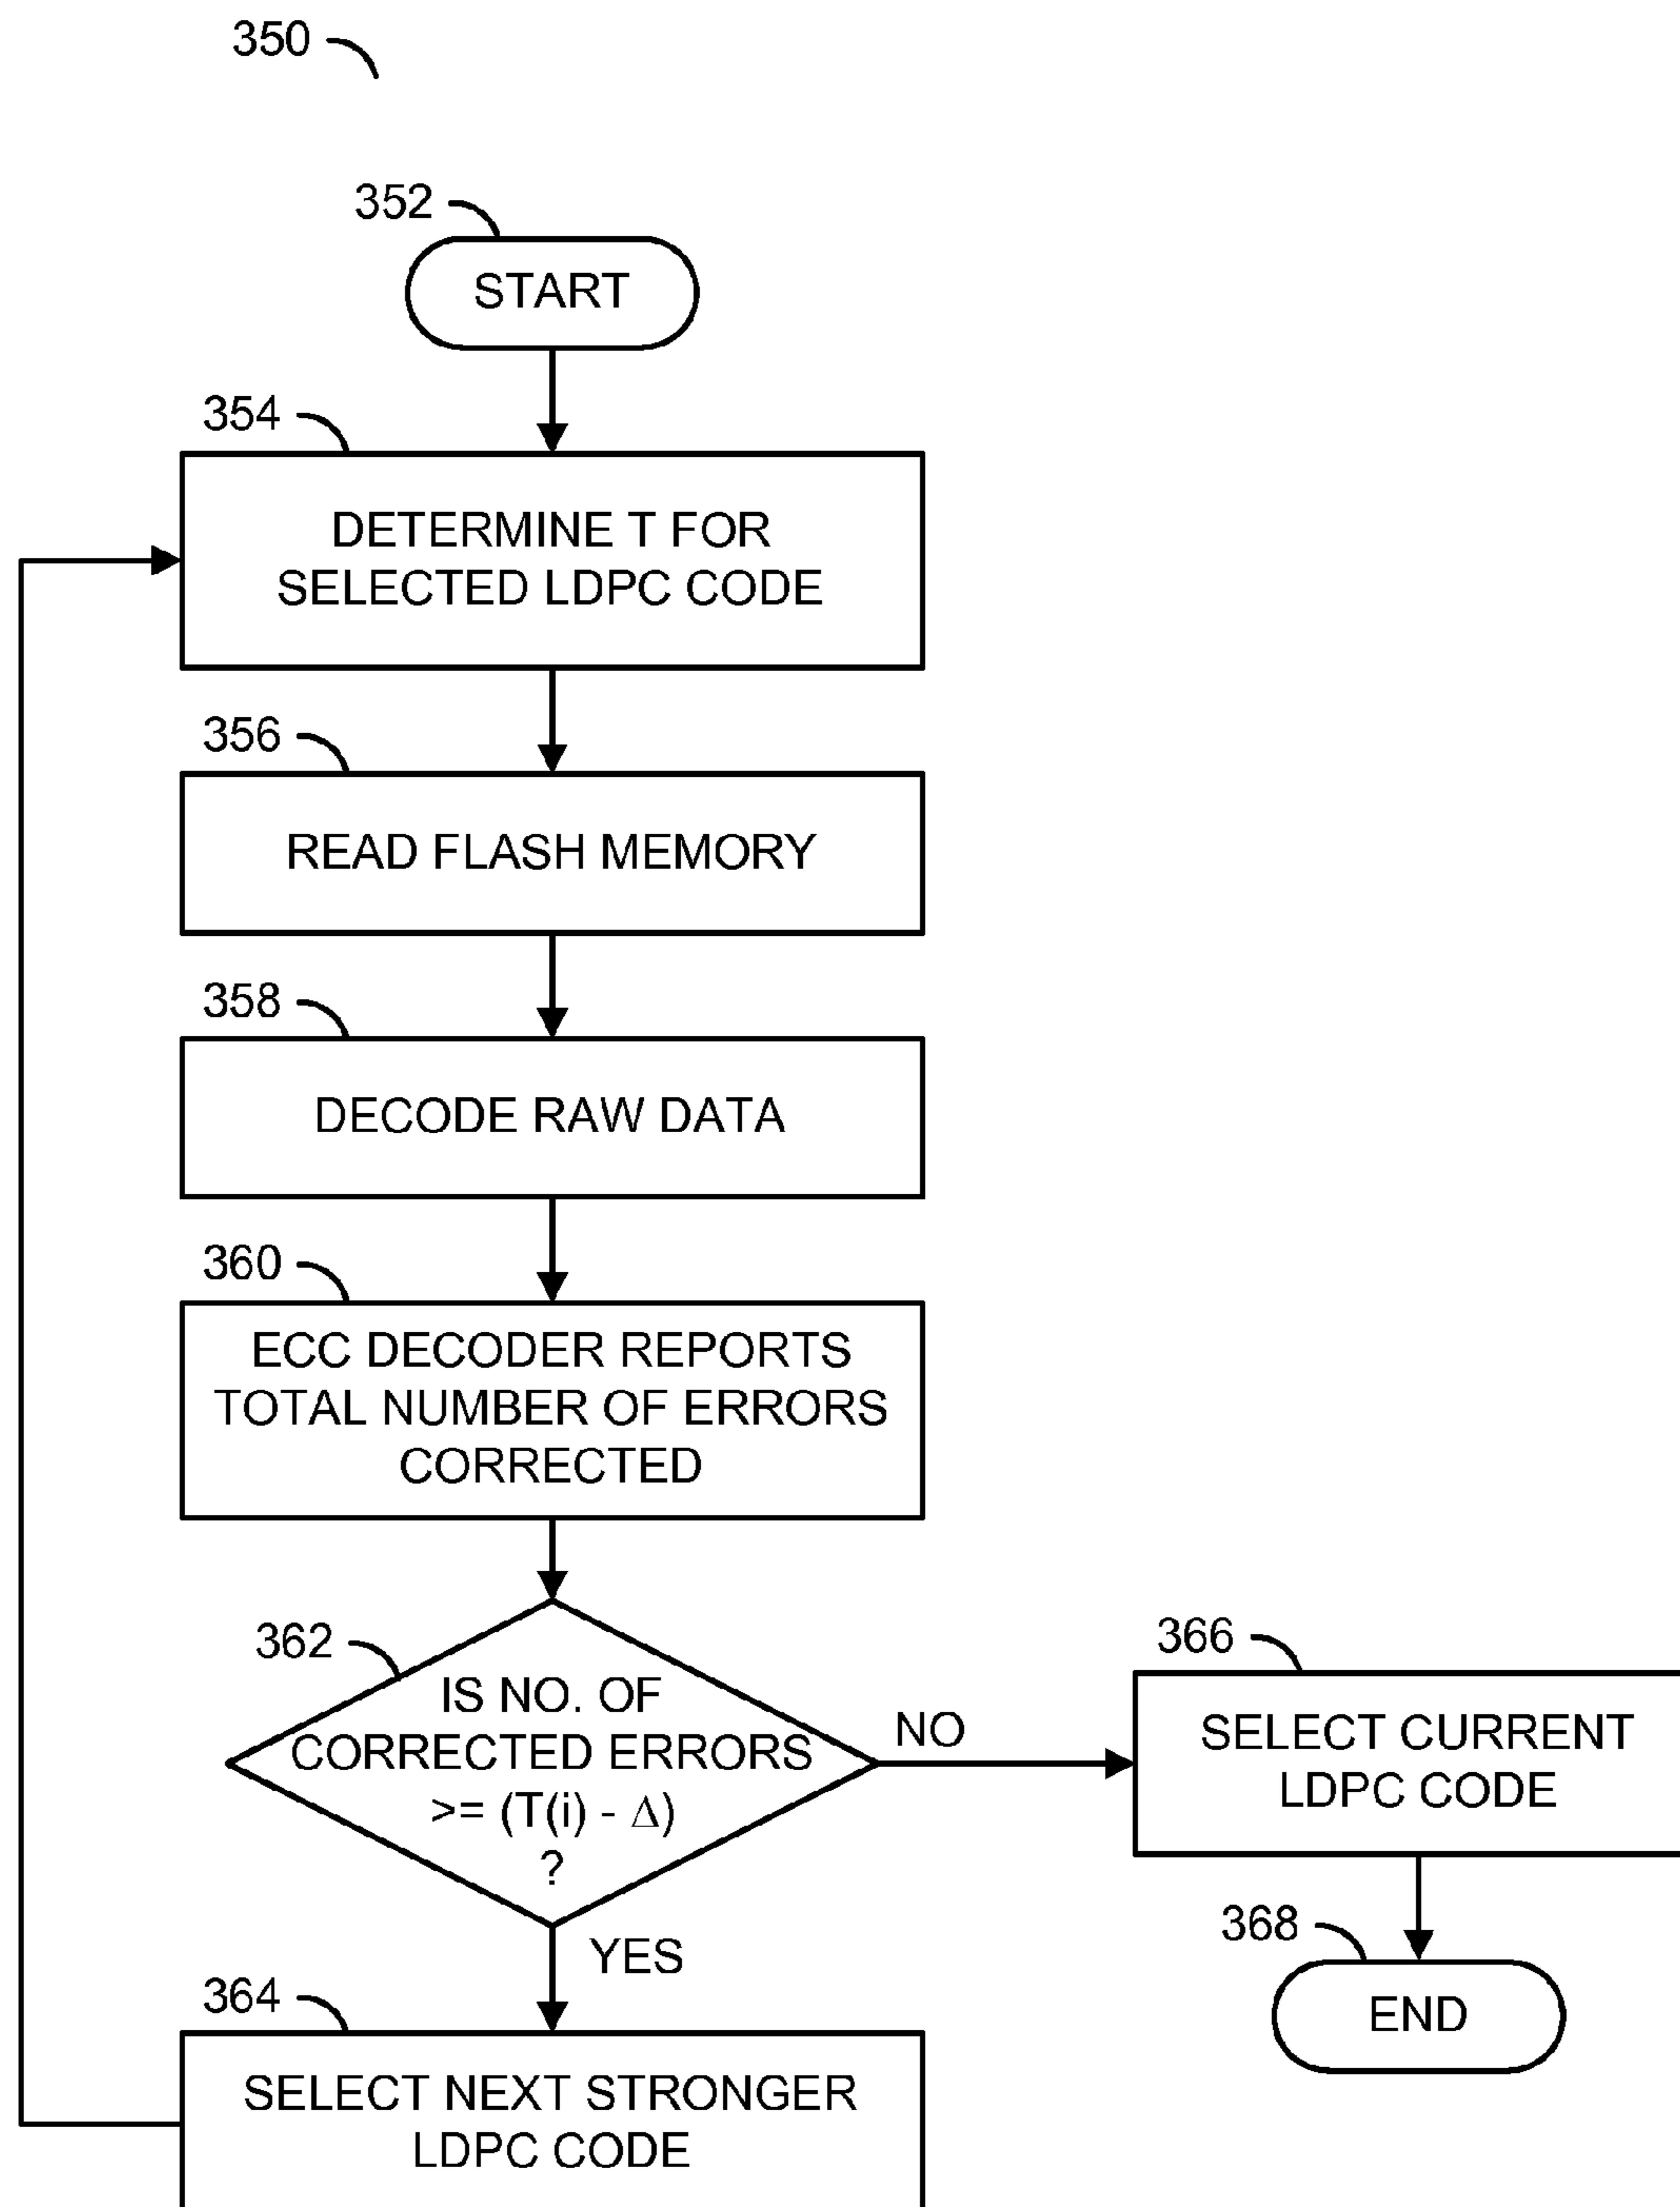 350
352
START
354
DETERMINE T FOR
SELECTED LDPC CODE
356
READ FLASH MEMORY
358
DECODE RAW DATA
360
ECC DECODER REPORTS
TOTAL NUMBER OF ERRORS
CORRECTED
362
IS NO. OF
CORRECTED ERRORS
>= (T(i) - Δ)
?
NO
366
SELECT CURRENT
LDPC CODE
YES
368
END
364
SELECT NEXT STRONGER
LDPC CODE